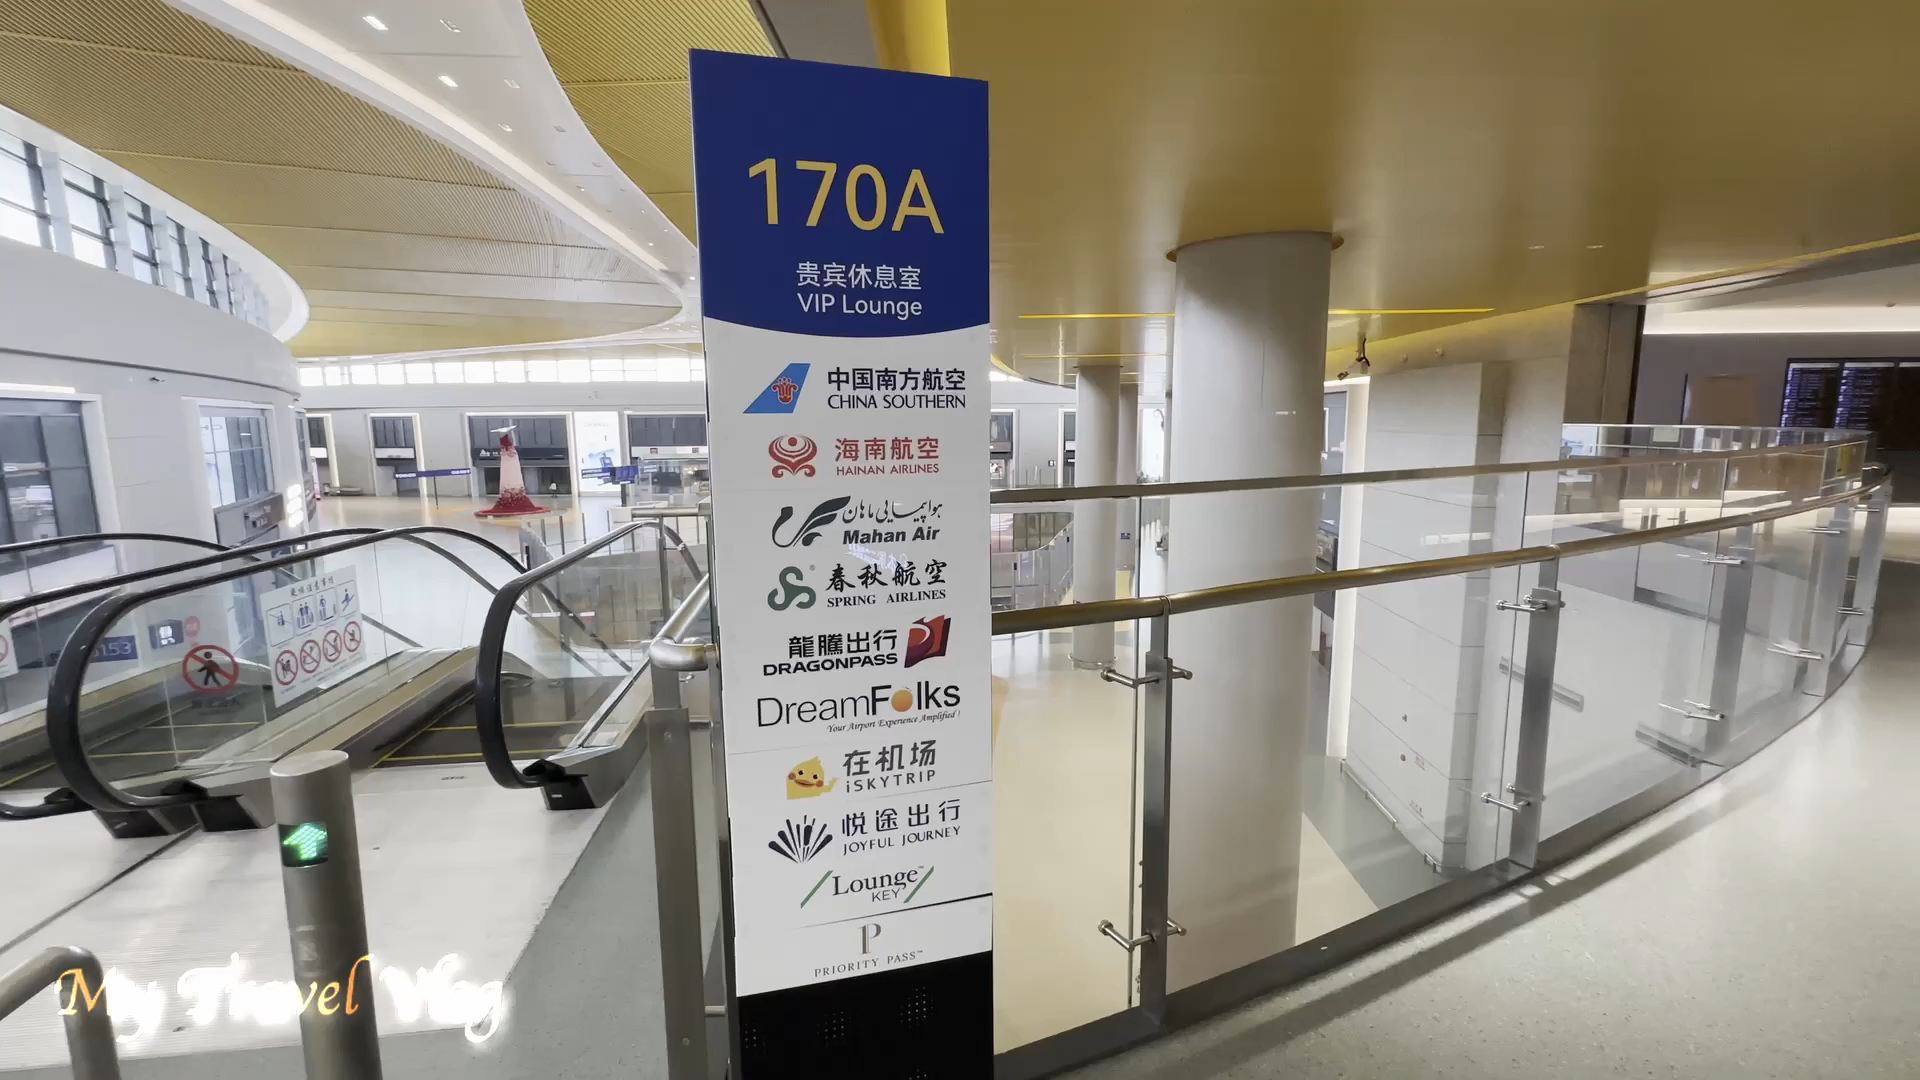 170A
贵宾休息室
VIP Lounge
中国南方航空
CHINA SOUTHERN
海南航空
HAINAN AIRLINES
هواپیمایی ماهان
Mahan Air
春秋航空
SPRING AIRLINES
龍騰出行
DRAGONPASS
DreamFolks
Your Airport Experience Amplified!
在机场
iSKYTRIP
悦途出行
JOYFUL JOURNEY
Lounge™
KEY
PRIORITY PASS™
153
My Travel Vlog